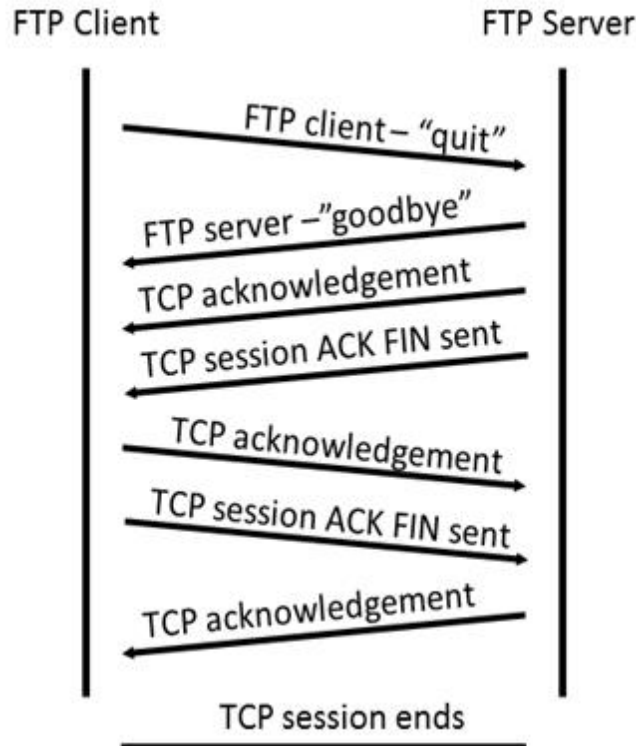 FTP Client
FTP Server
FTP client – "quit"
FTP server –"goodbye"
TCP acknowledgement
TCP session ACK FIN sent
TCP acknowledgement
TCP session ACK FIN sent
TCP acknowledgement
TCP session ends